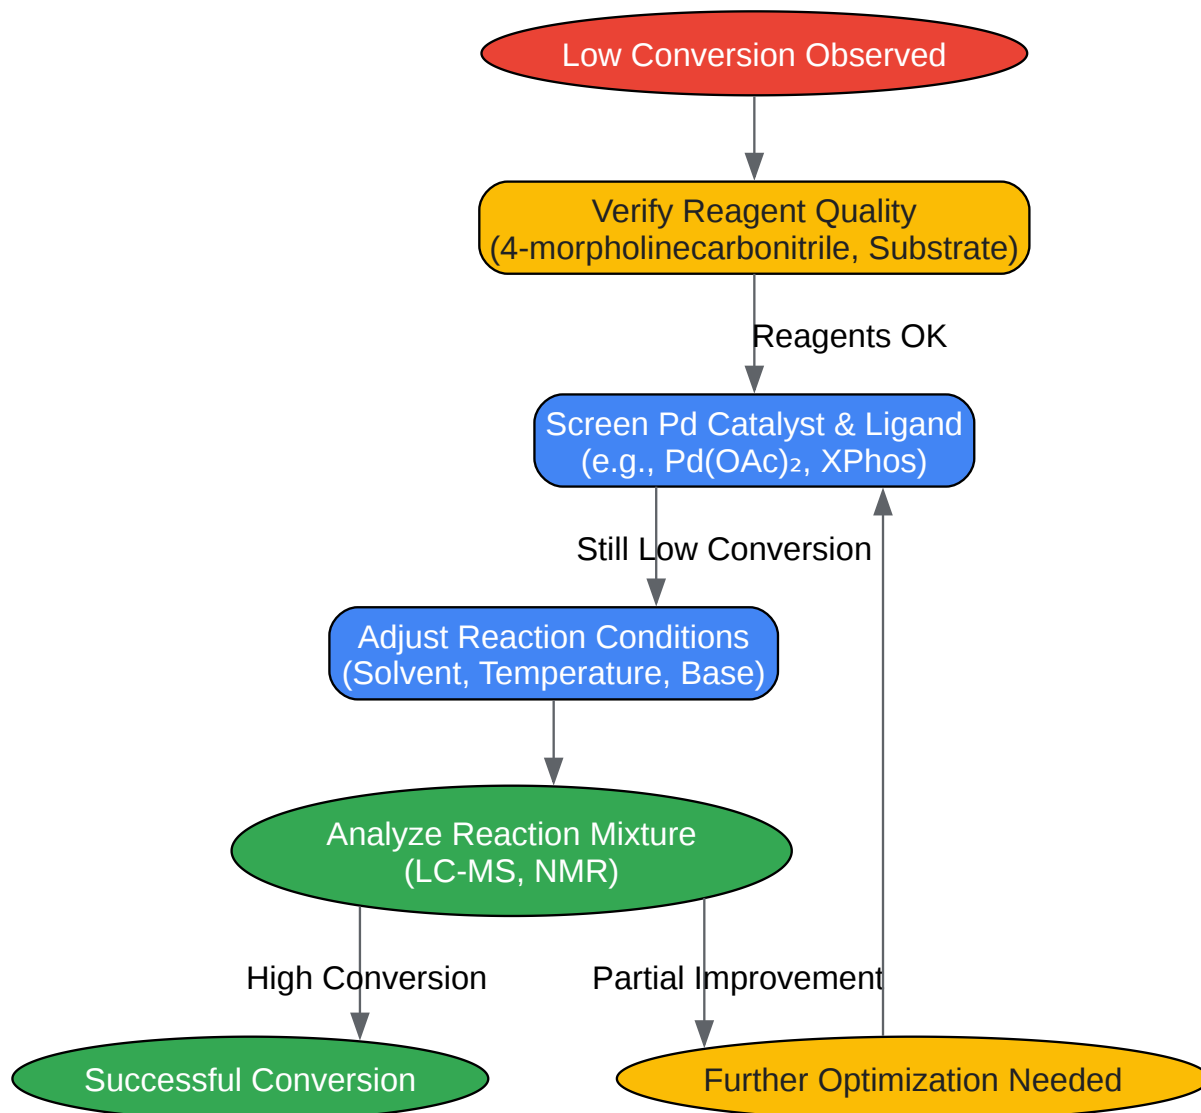 Low Conversion Observed
Verify Reagent Quality
(4-morpholinecarbonitrile, Substrate)
Reagents OK
Screen Pd Catalyst & Ligand
(e.g., Pd(OAc)₂, XPhos)
Still Low Conversion
Adjust Reaction Conditions
(Solvent, Temperature, Base)
Analyze Reaction Mixture
(LC-MS, NMR)
High Conversion
Partial Improvement
Successful Conversion
Further Optimization Needed